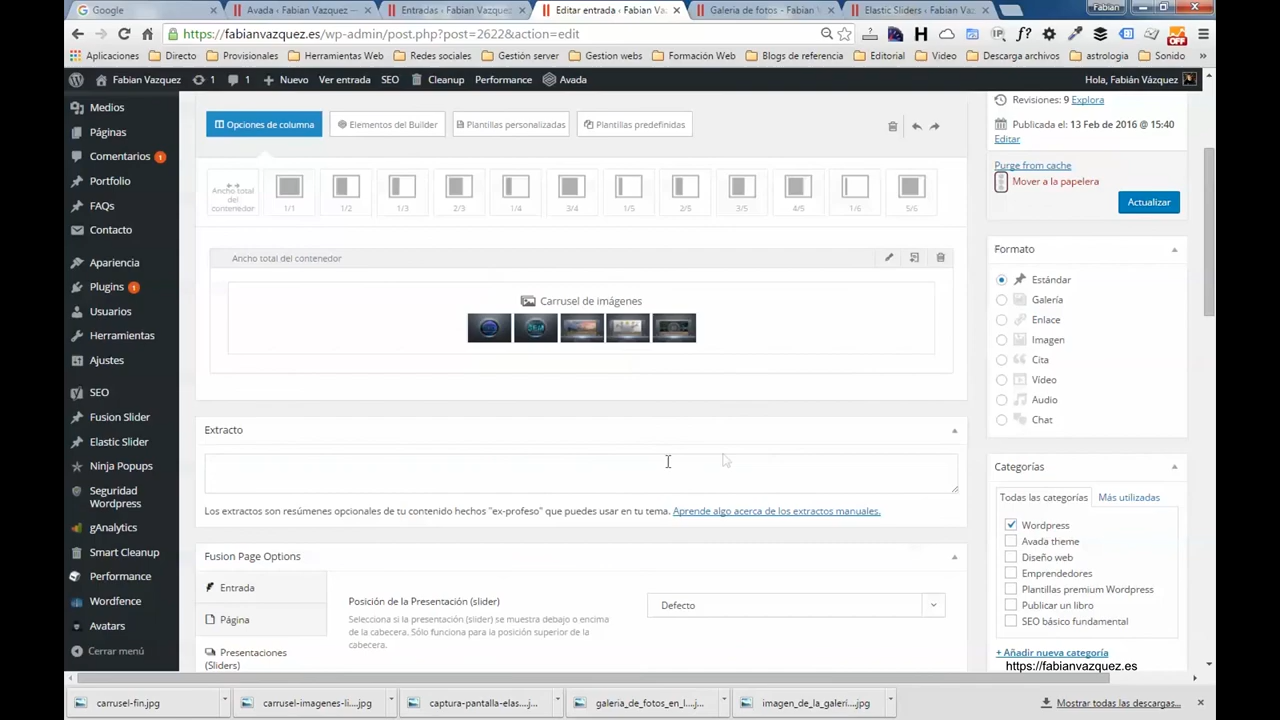 Google
Avada ‹ Fabian Vazquez —
Entradas ‹ Fabian Vazquez
Editar entrada ‹ Fabian Va
Galeria de fotos - Fabian V
Elastic Sliders ‹ Fabian Vaz
Fabian
https://fabianvazquez.es/wp-admin/post.php?post=2622&action=edit
Aplicaciones
Directo
Provisionales
Herramientas Web
Redes sociales
Gestión server
Gestion webs
Formación Web
Blogs de referencia
Editorial
Video
Descarga archivos
astrologia
Sonido
Fabian Vazquez
1
1
Nuevo
Ver entrada
SEO
Cleanup
Performance
Avada
Hola, Fabián Vázquez
Medios
Páginas
Comentarios 1
Portfolio
FAQs
Contacto
Apariencia
Plugins 1
Usuarios
Herramientas
Ajustes
SEO
Fusion Slider
Elastic Slider
Ninja Popups
Seguridad
Wordpress
gAnalytics
Smart Cleanup
Performance
Wordfence
Avatars
Cerrar menú
Opciones de columna
Elementos del Builder
Plantillas personalizadas
Plantillas predefinidas
Ancho total
del
contenedor
1/1
1/2
1/3
2/3
1/4
3/4
1/5
2/5
3/5
4/5
1/6
5/6
Ancho total del contenedor
Carrusel de imágenes
Extracto
Los extractos son resúmenes opcionales de tu contenido hechos "ex-profeso" que puedes usar en tu tema. Aprende algo acerca de los extractos manuales.
Fusion Page Options
Entrada
Página
Presentaciones
(Sliders)
Posición de la Presentación (slider)
Selecciona si la presentación (slider) se muestra debajo o encima
de la cabecera. Sólo funciona para la posición superior de la
cabecera.
Defecto
Revisiones: 9 Explora
Publicada el: 13 Feb de 2016 @ 15:40
Editar
Purge from cache
Mover a la papelera
Actualizar
Formato
Estándar
Galería
Enlace
Imagen
Cita
Vídeo
Audio
Chat
Categorías
Todas las categorías
Más utilizadas
Wordpress
Avada theme
Diseño web
Emprendedores
Plantillas premium Wordpress
Publicar un libro
SEO básico fundamental
+ Añadir nueva categoría
https://fabianvazquez.es
carrusel-fin.jpg
carrusel-imagenes-li....jpg
captura-pantalla-elas....jpg
galeria_de_fotos_en_l....jpg
imagen_de_la_galeri....jpg
Mostrar todas las descargas...